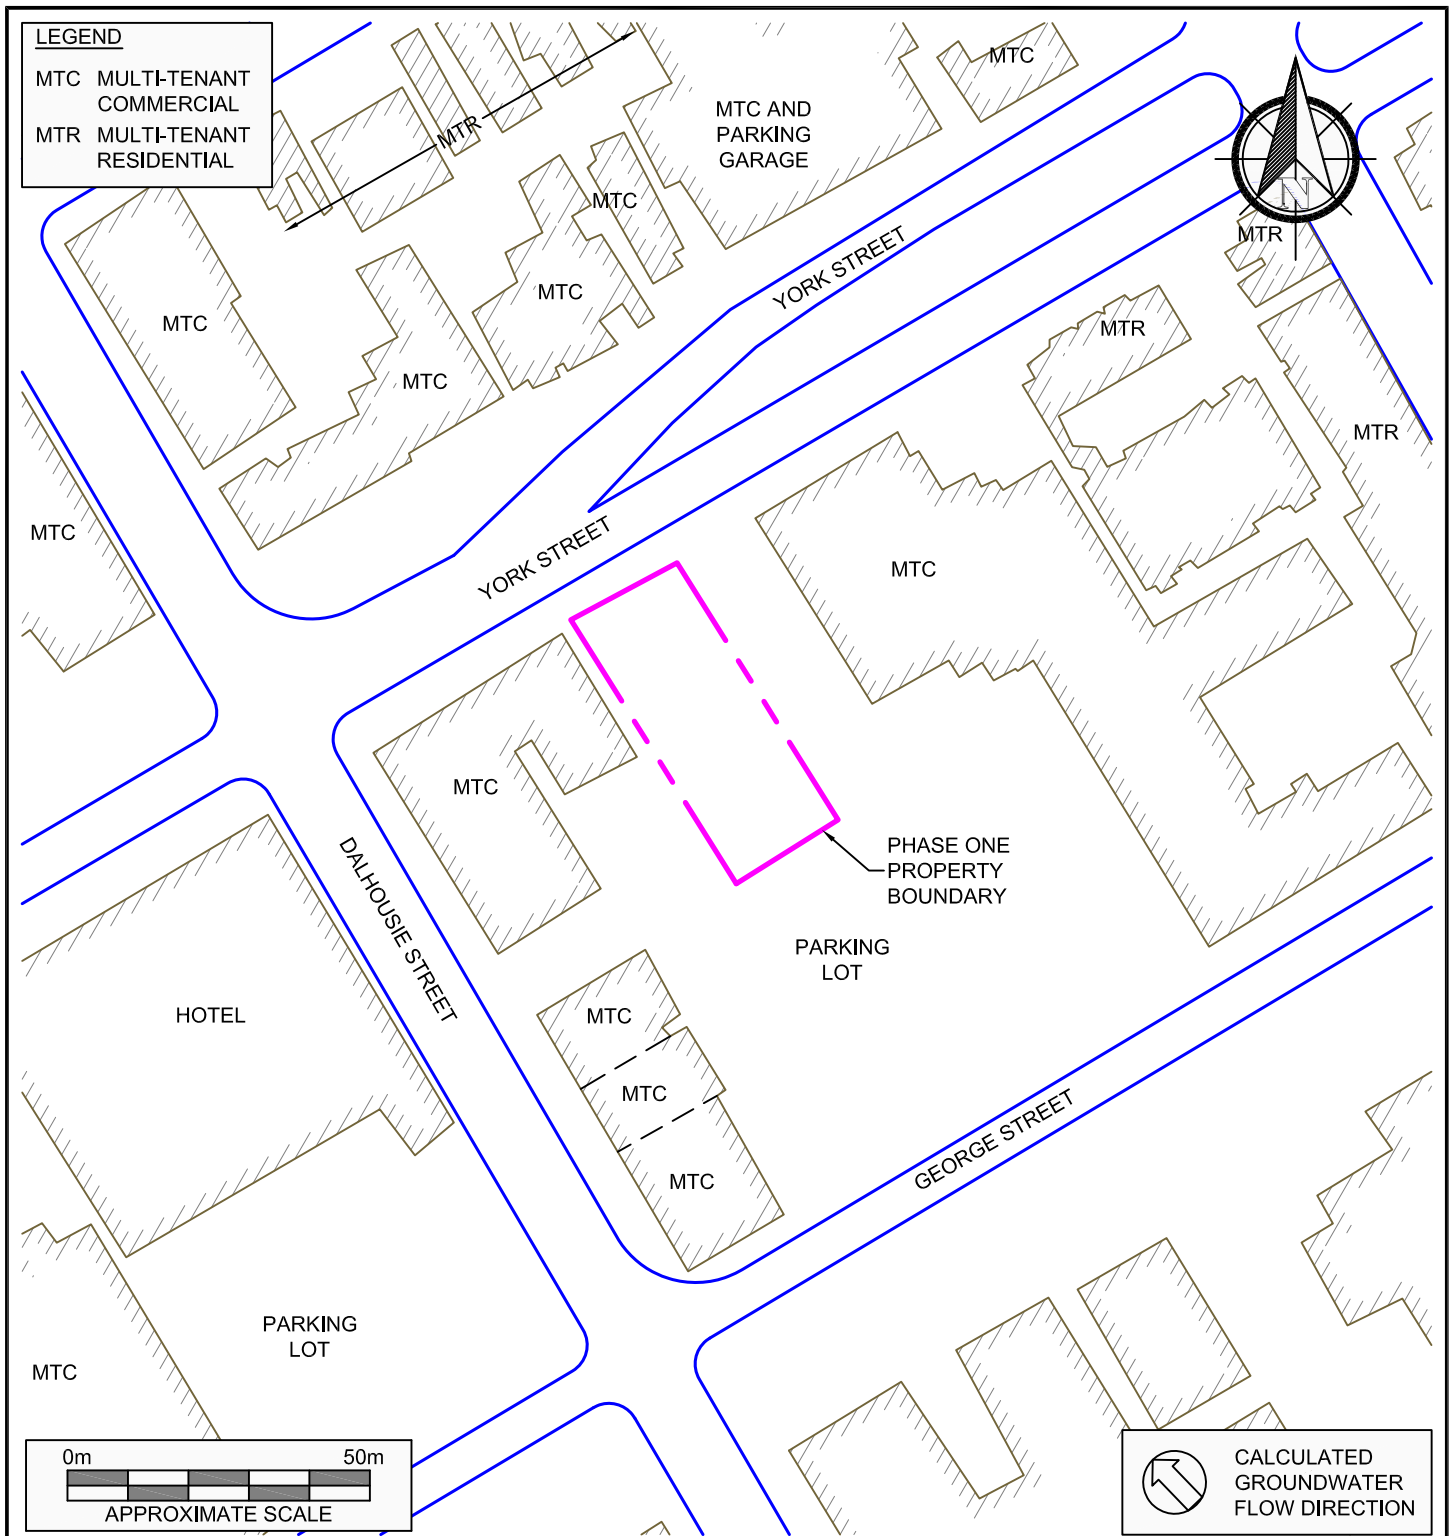 LEGEND
MTC MULTI-TENANT
COMMERCIAL
MTR MULTI-TENANT
RESIDENTIAL
MTR
MTC AND
PARKING
GARAGE
MTC
MTC
N
MTR
YORK STREET
MTC
MTC
MTC
MTR
MTR
MTC
YORK STREET
MTC
MTC
DALHOUSIE STREET
PHASE ONE
PROPERTY
BOUNDARY
PARKING
LOT
HOTEL
MTC
MTC
MTC
GEORGE STREET
PARKING
LOT
MTC
0m 50m
APPROXIMATE SCALE
CALCULATED
GROUNDWATER
FLOW DIRECTION